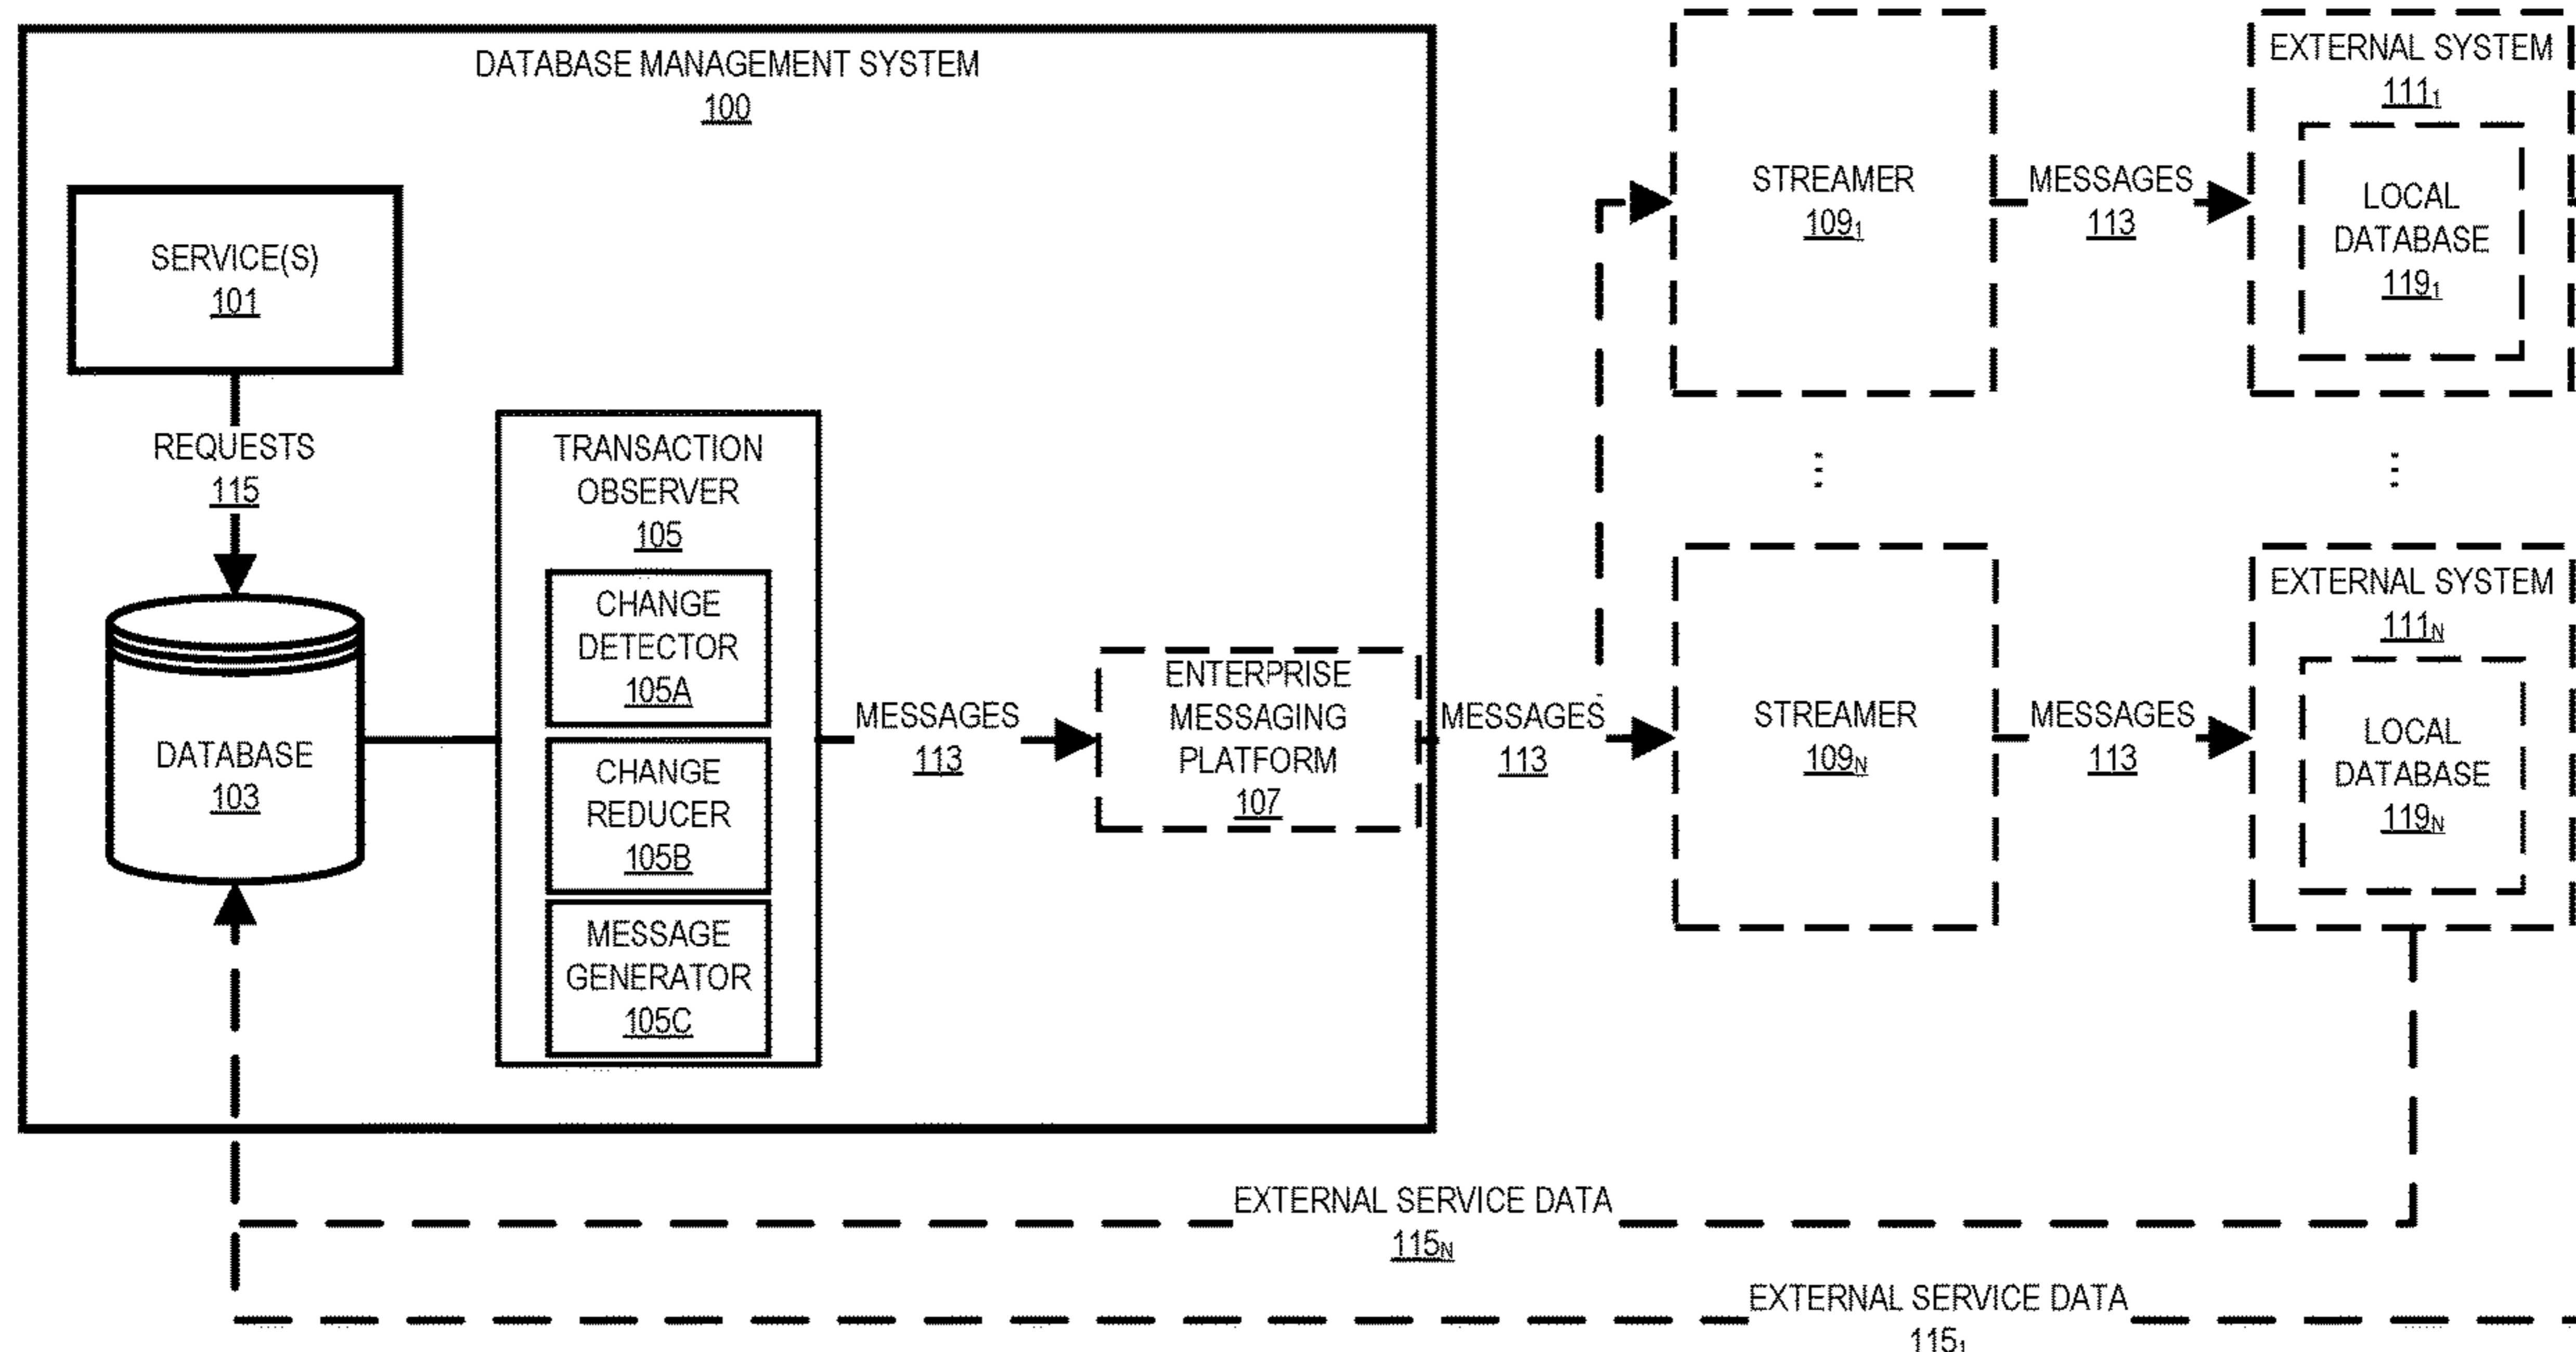 DATABASE MANAGEMENT SYSTEM
100
SERVICE(S)
101
REQUESTS
115
DATABASE
103
TRANSACTION
OBSERVER
105
CHANGE
DETECTOR
105A
CHANGE
REDUCER
105B
MESSAGE
GENERATOR
105C
MESSAGES
113
ENTERPRISE
MESSAGING
PLATFORM
107
MESSAGES
113
STREAMER
109₁
MESSAGES
113
EXTERNAL SYSTEM
111₁
LOCAL
DATABASE
119₁
...
...
STREAMER
109N
MESSAGES
113
EXTERNAL SYSTEM
111N
LOCAL
DATABASE
119N
EXTERNAL SERVICE DATA
115N
EXTERNAL SERVICE DATA
115₁